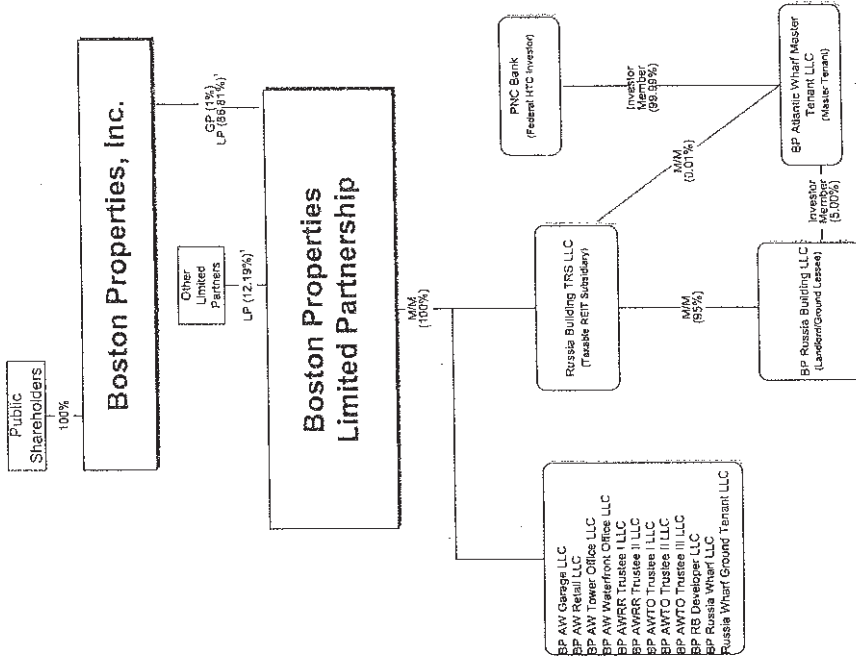 Public
Shareholders
100%
Boston Properties, Inc.
GP (1%)
LP (86.81%)¹
Other
Limited
Partners
LP (12.19%)¹
Boston Properties
Limited Partnership
M/M
(100%)
BP AW Garage LLC
BP AW Retail LLC
BP AW Tower Office LLC
BP AW Waterfront Office LLC
BP AWRR Trustee I LLC
BP AWRR Trustee II LLC
BP AWTO Trustee I LLC
BP AWTO Trustee II LLC
BP AWTO Trustee III LLC
BP RB Developer LLC
BP Russia Wharf LLC
Russia Wharf Ground Tenant LLC
Russia Building TRS LLC
(Taxable REIT Subsidiary)
PNC Bank
(Federal HTC Investor)
M/M
(0.01%)
Investor
Member
(99.99%)
M/M
(95%)
BP Russia Building LLC
(Landlord/Ground Lessee)
Investor
Member
(5.00%)
BP Atlantic Wharf Master
Tenant LLC
(Master Tenant)